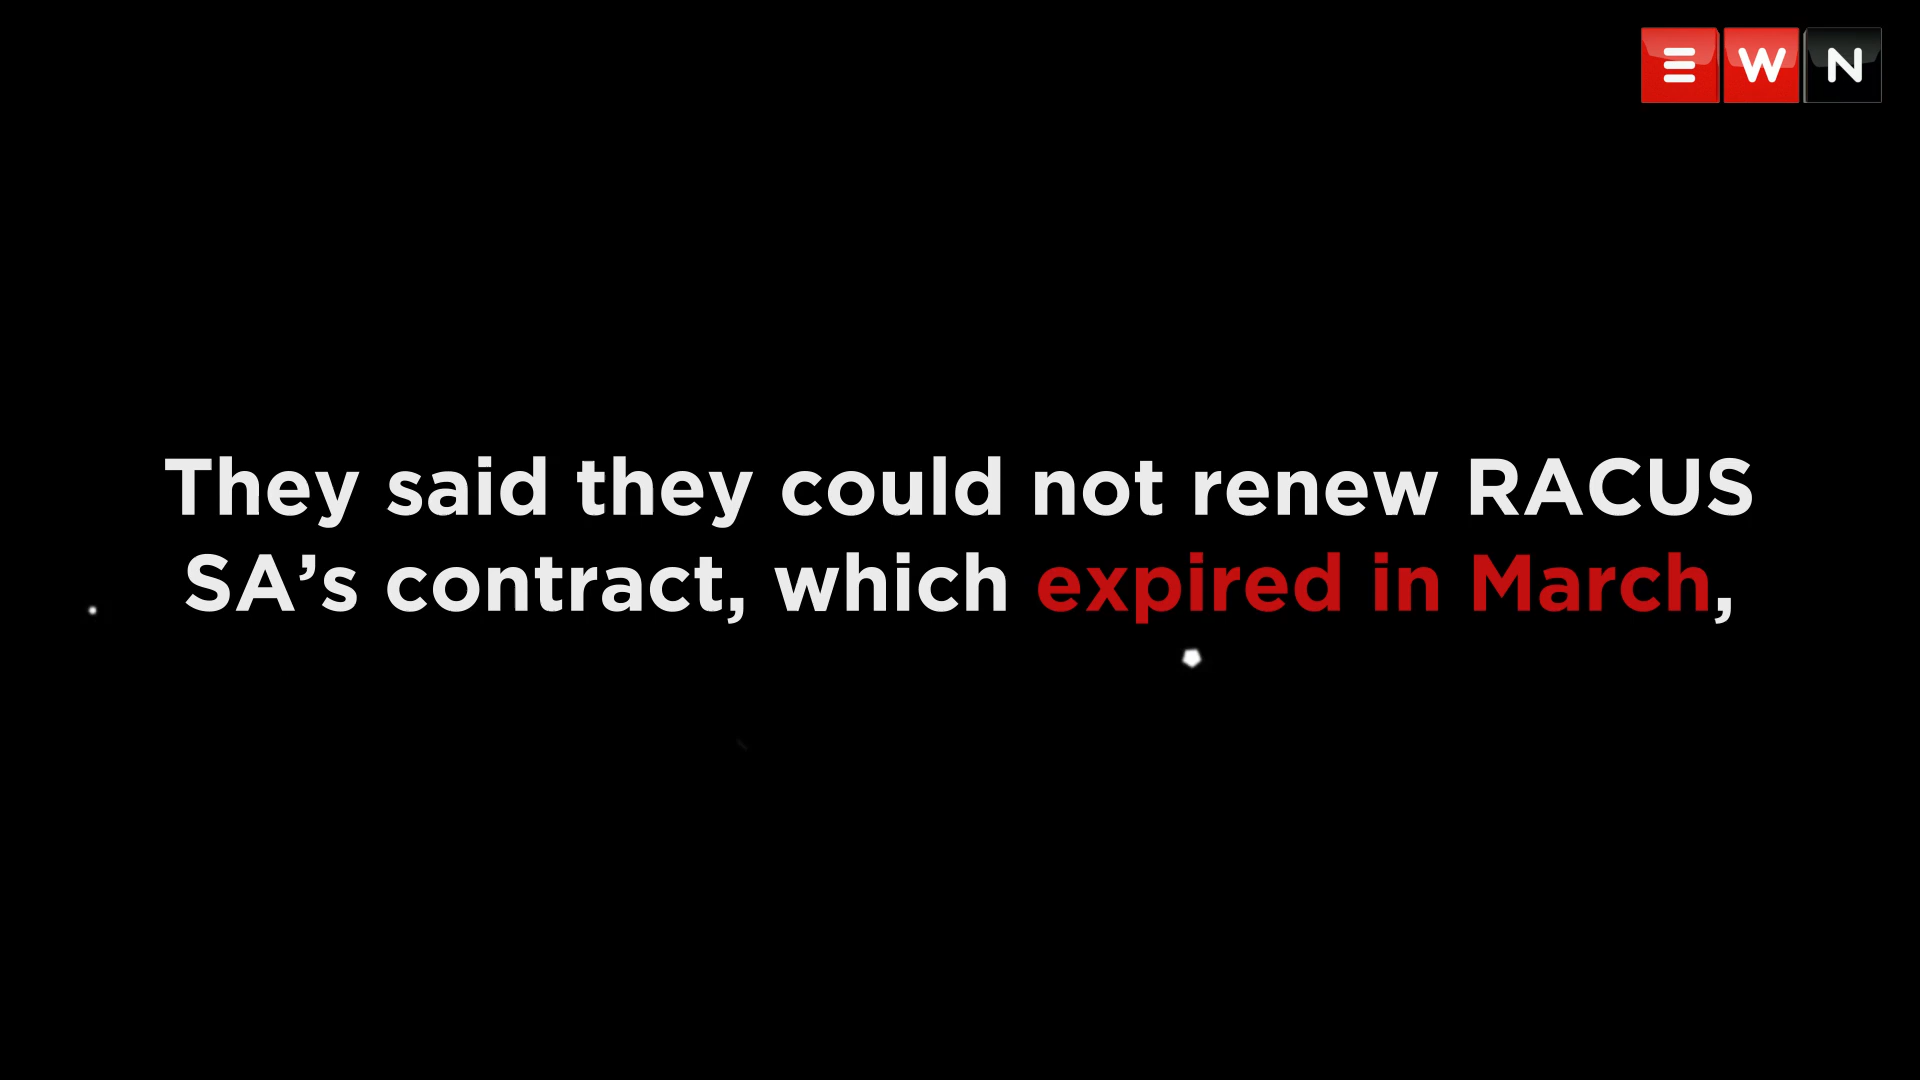 EWN
They said they could not renew RACUS
SA’s contract, which expired in March,